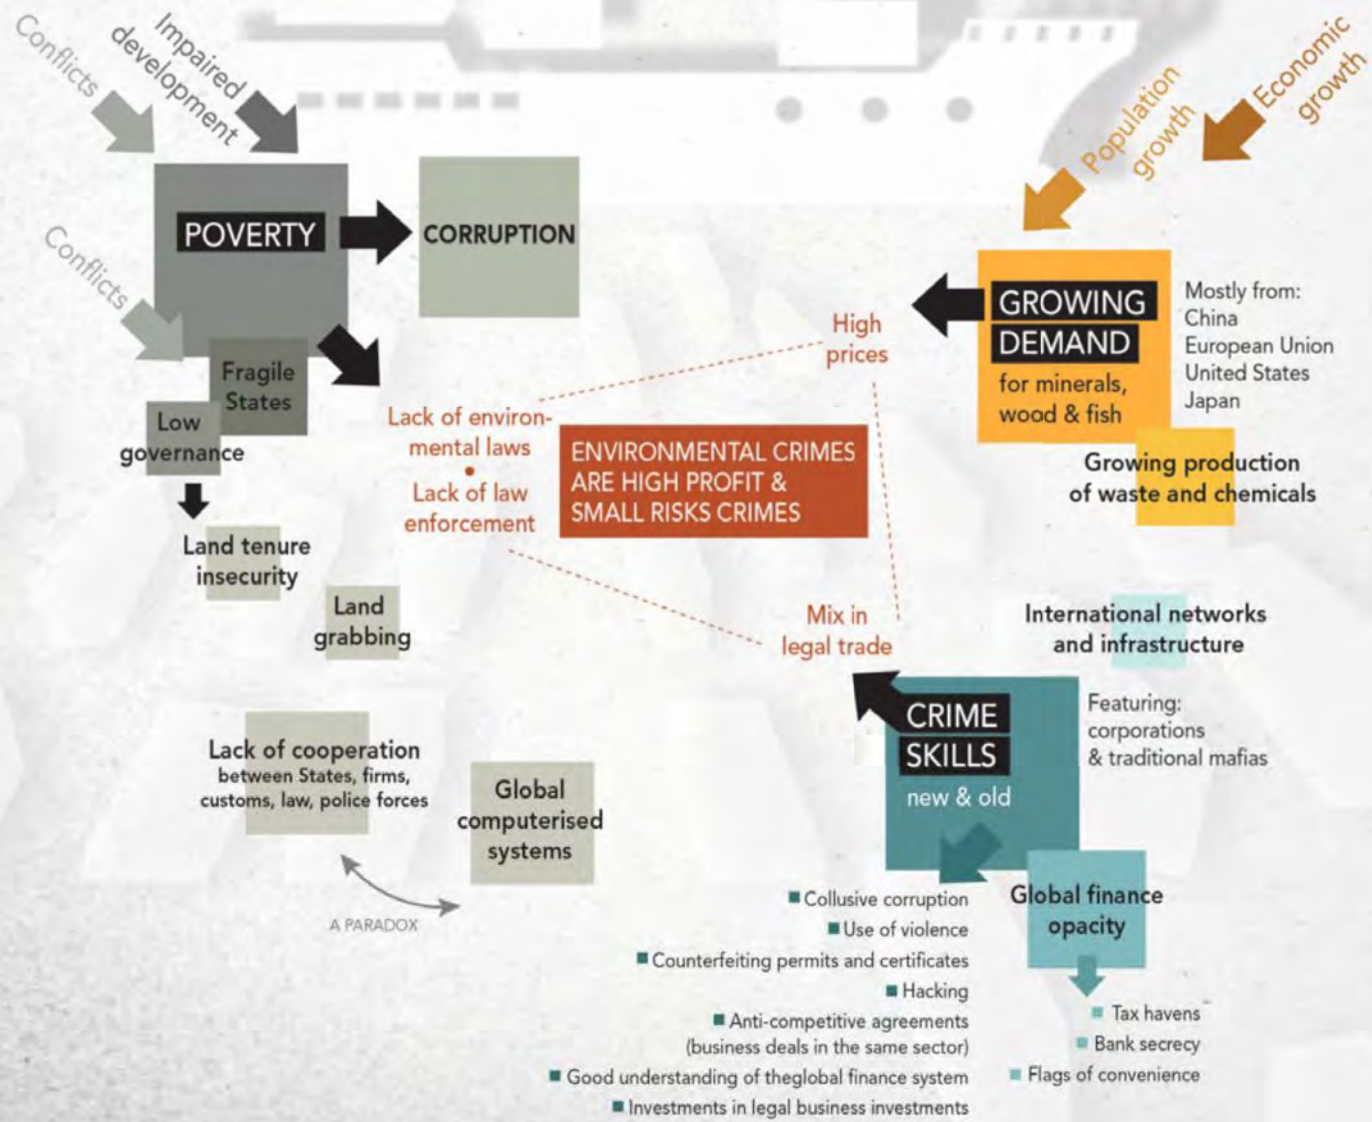 Conflicts
Impaired
development
POVERTY
CORRUPTION
Conflicts
Fragile
States
Low
governance
Land tenure
insecurity
Land
grabbing
Lack of cooperation
between States, firms,
customs, law, police forces
A PARADOX
Global
computerised
systems
Lack of environ-
mental laws
•
Lack of law
enforcement
ENVIRONMENTAL CRIMES
ARE HIGH PROFIT &
SMALL RISKS CRIMES
High
prices
Mix in
legal trade
Population
growth
Economic
growth
GROWING
DEMAND
for minerals,
wood & fish
Mostly from:
China
European Union
United States
Japan
Growing production
of waste and chemicals
International networks
and infrastructure
CRIME
SKILLS
new & old
Featuring:
corporations
& traditional mafias
■ Collusive corruption
■ Use of violence
■ Counterfeiting permits and certificates
■ Hacking
■ Anti-competitive agreements
(business deals in the same sector)
■ Good understanding of theglobal finance system
■ Investments in legal business investments
Global finance
opacity
■ Tax havens
■ Bank secrecy
■ Flags of convenience